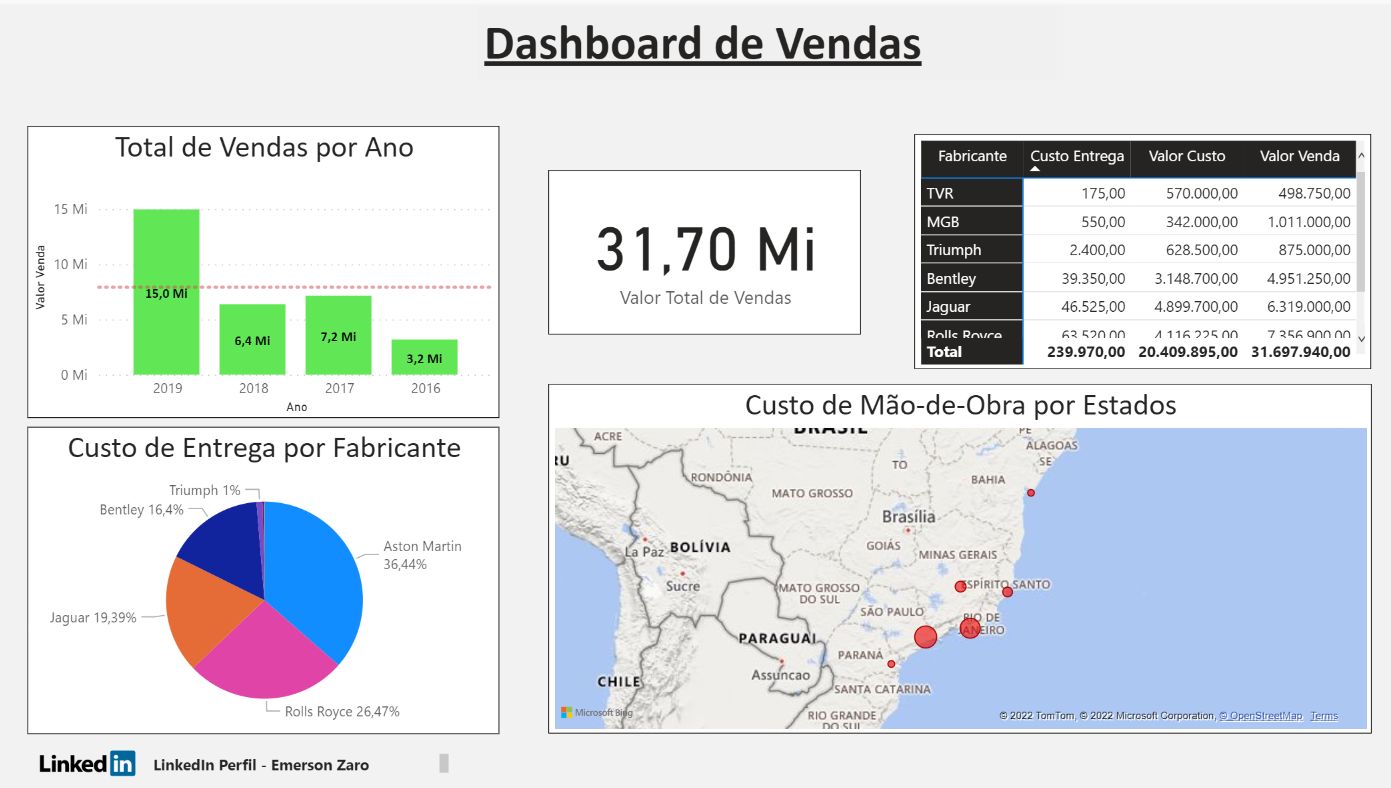 Dashboard de Vendas
Total de Vendas por Ano
Valor Venda
15 Mi
10 Mi
5 Mi
0 Mi
15,0 Mi
6,4 Mi
7,2 Mi
3,2 Mi
2019 2018 2017 2016
Ano
31,70 Mi
Valor Total de Vendas
Fabricante Custo Entrega Valor Custo Valor Venda
TVR 175,00 570.000,00 498.750,00
MGB 550,00 342.000,00 1.011.000,00
Triumph 2.400,00 628.500,00 875.000,00
Bentley 39.350,00 3.148.700,00 4.951.250,00
Jaguar 46.525,00 4.899.700,00 6.319.000,00
Rolls Royce 63.520,00 4.116.225,00 7.356.900,00
Total 239.970,00 20.409.895,00 31.697.940,00
Custo de Entrega por Fabricante
Triumph 1%
Bentley 16,4%
Aston Martin
36,44%
Jaguar 19,39%
Rolls Royce 26,47%
Custo de Mão-de-Obra por Estados
BRASIL
PE
ACRE
ALAGOAS
RU
TO
SE
RONDÔNIA
BAHIA
MATO GROSSO
Brasília
La Paz
BOLÍVIA
GOIÁS
MINAS GERAIS
Sucre
MATO GROSSO
DO SUL
ESPÍRITO SANTO
SÃO PAULO
RIO DE
JANEIRO
PARAGUAI
PARANÁ
Assuncao
CHILE
SANTA CATARINA
RIO GRANDE
DO SUL
Microsoft Bing
© 2022 TomTom, © 2022 Microsoft Corporation, © OpenStreetMap Terms
Linked in LinkedIn Perfil - Emerson Zaro